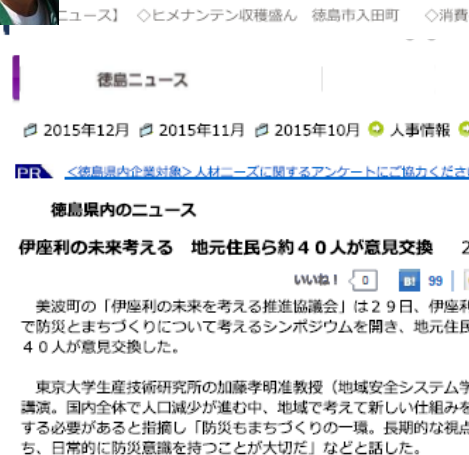 ニュース】 ◇ヒメナンテン収穫盛ん 徳島市入田町 ◇消費
徳島ニュース
2015年12月 2015年11月 2015年10月 人事情報
PR <徳島県内企業対象>人材ニーズに関するアンケートにご協力くださ
徳島県内のニュース
伊座利の未来考える 地元住民ら約40人が意見交換 2
いいね! 0 B! 99
美波町の「伊座利の未来を考える推進協議会」は29日、伊座利
で防災とまちづくりについて考えるシンポジウムを開き、地元住民
40人が意見交換した。
東京大学生産技術研究所の加藤孝明准教授(地域安全システム学
講演。国内全体で人口減少が進む中、地域で考えて新しい仕組みを
する必要があると指摘し「防災もまちづくりの一環。長期的な視点
ち、日常的に防災意識を持つことが大切だ」などと話した。